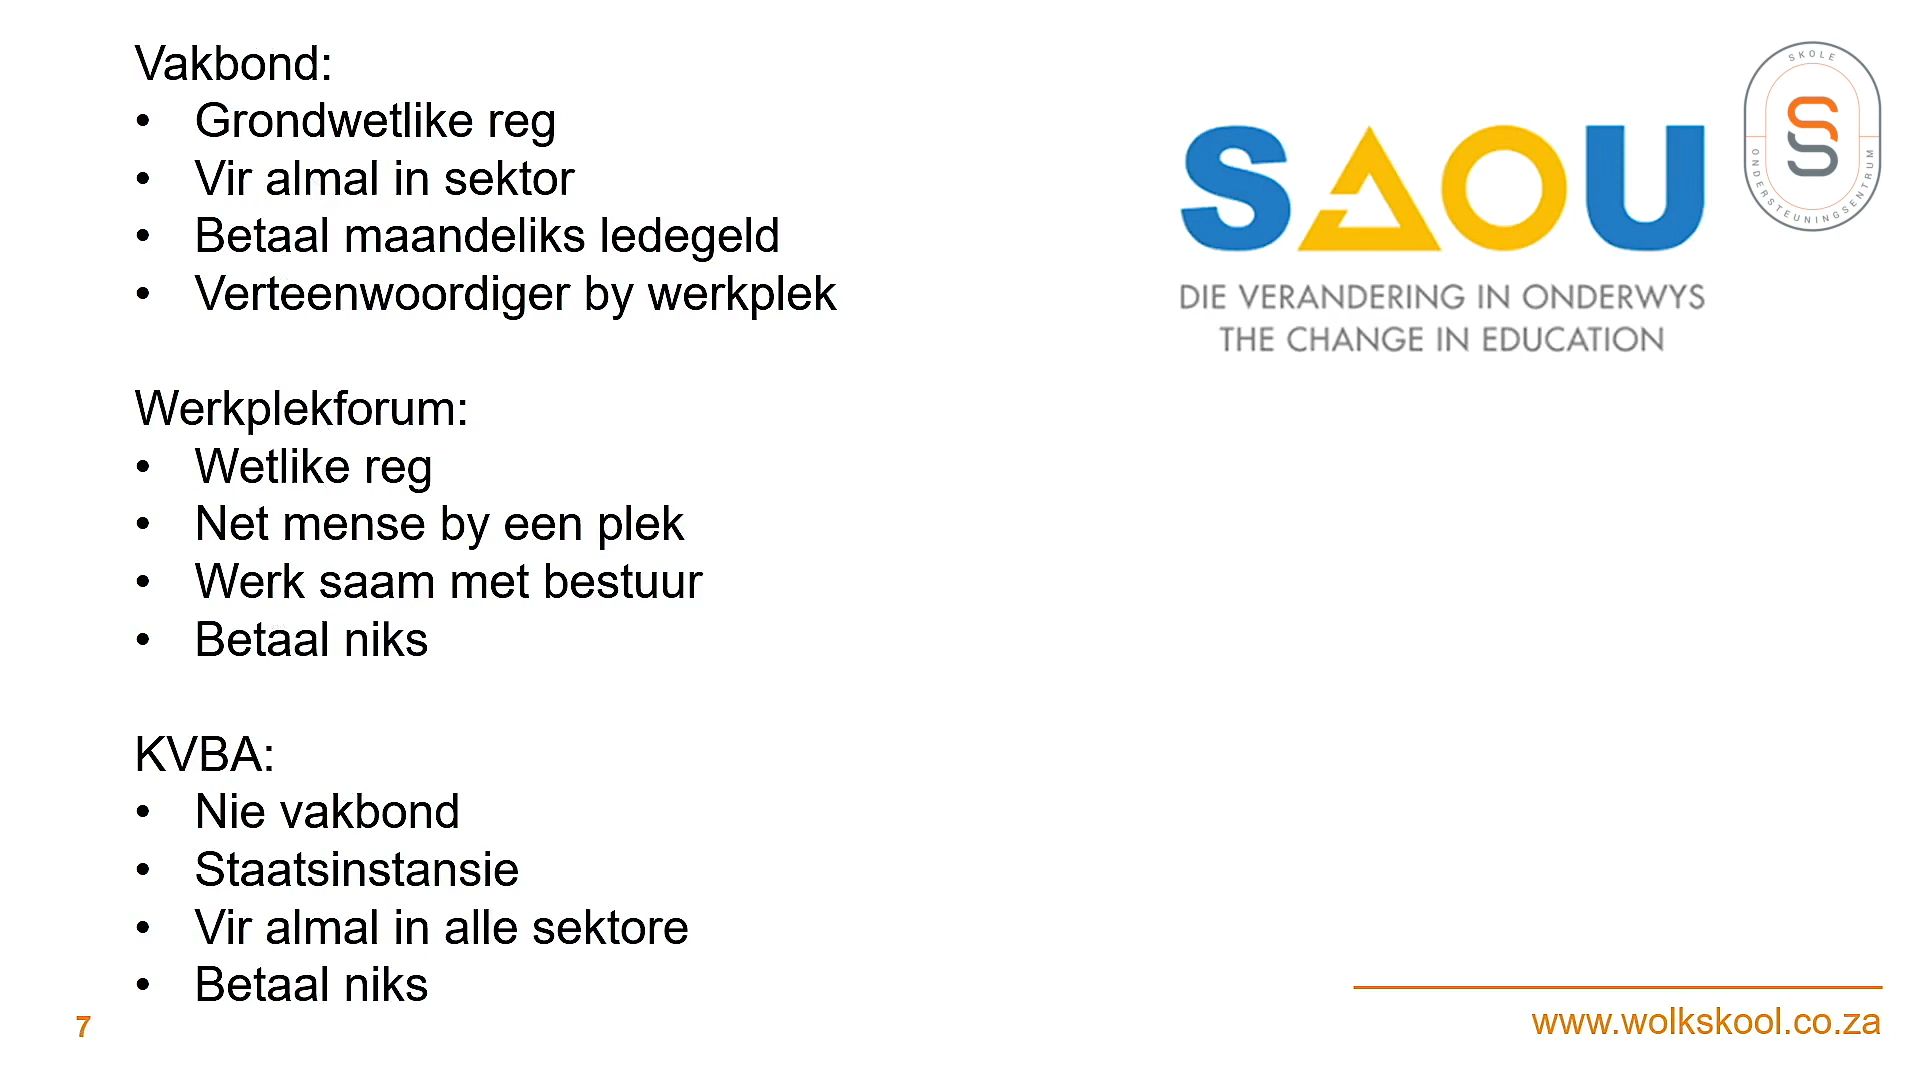 Vakbond:
• Grondwetlike reg
• Vir almal in sektor
• Betaal maandeliks ledegeld
• Verteenwoordiger by werkplek
Werkplekforum:
• Wetlike reg
• Net mense by een plek
• Werk saam met bestuur
• Betaal niks
KVBA:
• Nie vakbond
• Staatsinstansie
• Vir almal in alle sektore
• Betaal niks
7
SAOU
DIE VERANDERING IN ONDERWYS
THE CHANGE IN EDUCATION
SKOLE
SS
ONDERSTEUNINGSENTRUM
www.wolkskool.co.za